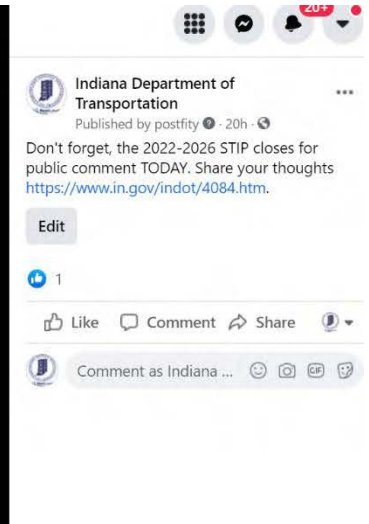 20+
Indiana Department of
Transportation
Published by postfity · 20h ·
Don't forget, the 2022-2026 STIP closes for
public comment TODAY. Share your thoughts
https://www.in.gov/indot/4084.htm.
Edit
1
Like Comment Share
Comment as Indiana ... GIF